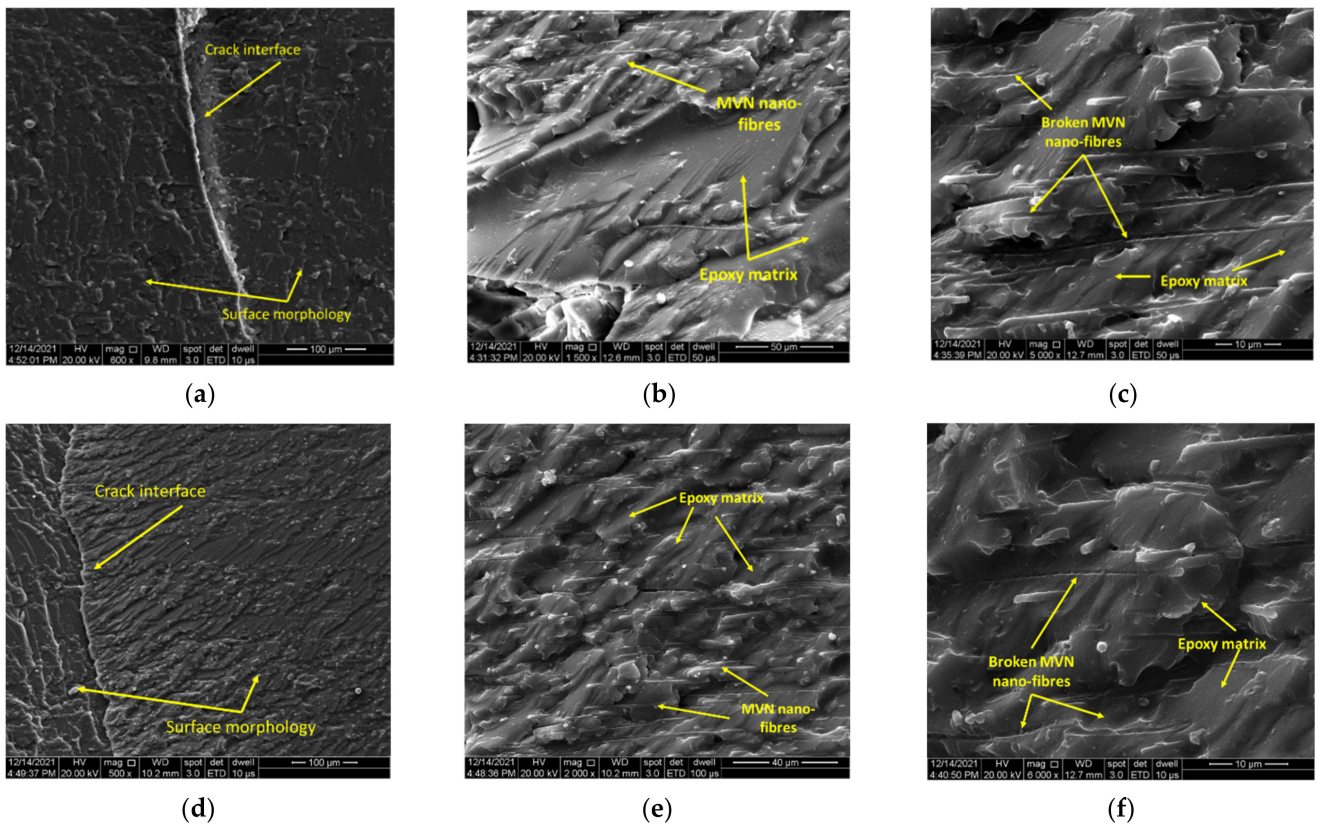 Crack interface
Surface morphology
12/14/2021 HV mag WD spot det dwell
4:52:01 PM 20.00 kV 600 x 9.8 mm 3.0 ETD 10 µs 100 µm
(a)
MVN nano-
fibres
Epoxy matrix
12/14/2021 HV mag WD spot det dwell
4:31:32 PM 20.00 kV 1 500 x 12.6 mm 3.0 ETD 50 µs 50 µm
(b)
Broken MVN
nano-fibres
Epoxy matrix
12/14/2021 HV mag WD spot det dwell
4:35:39 PM 20.00 kV 5 000 x 12.7 mm 3.0 ETD 50 µs 10 µm
(c)
Crack interface
Surface morphology
12/14/2021 HV mag WD spot det dwell
4:49:37 PM 20.00 kV 500 x 10.2 mm 3.0 ETD 10 µs 100 µm
(d)
Epoxy matrix
MVN nano-
fibres
12/14/2021 HV mag WD spot det dwell
4:48:36 PM 20.00 kV 2 000 x 10.2 mm 3.0 ETD 100 µs 40 µm
(e)
Epoxy matrix
Broken MVN
nano-fibres
12/14/2021 HV mag WD spot det dwell
4:40:50 PM 20.00 kV 6 000 x 12.7 mm 3.0 ETD 10 µs 10 µm
(f)